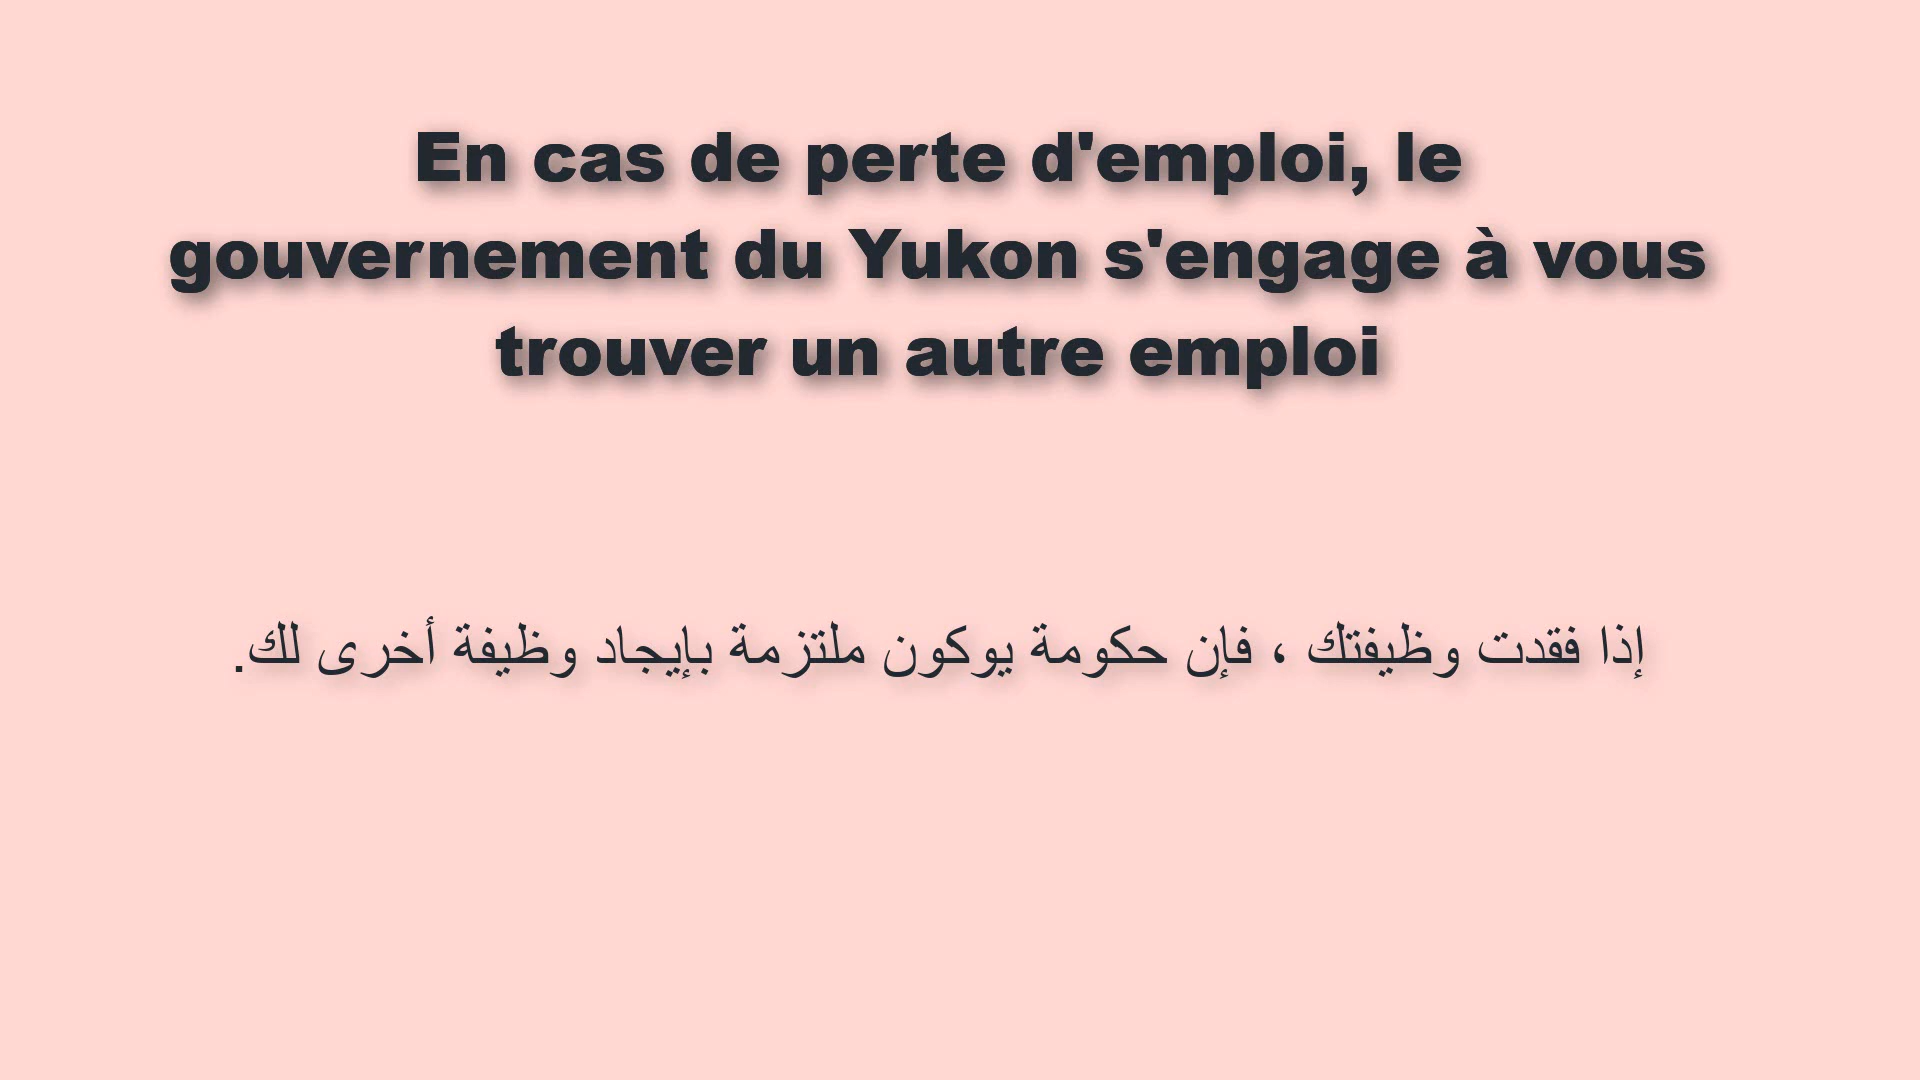 En cas de perte d'emploi, le
gouvernement du Yukon s'engage à vous
trouver un autre emploi
إذا فقدت وظيفتك ، فإن حكومة يوكون ملتزمة بإيجاد وظيفة أخرى لك.